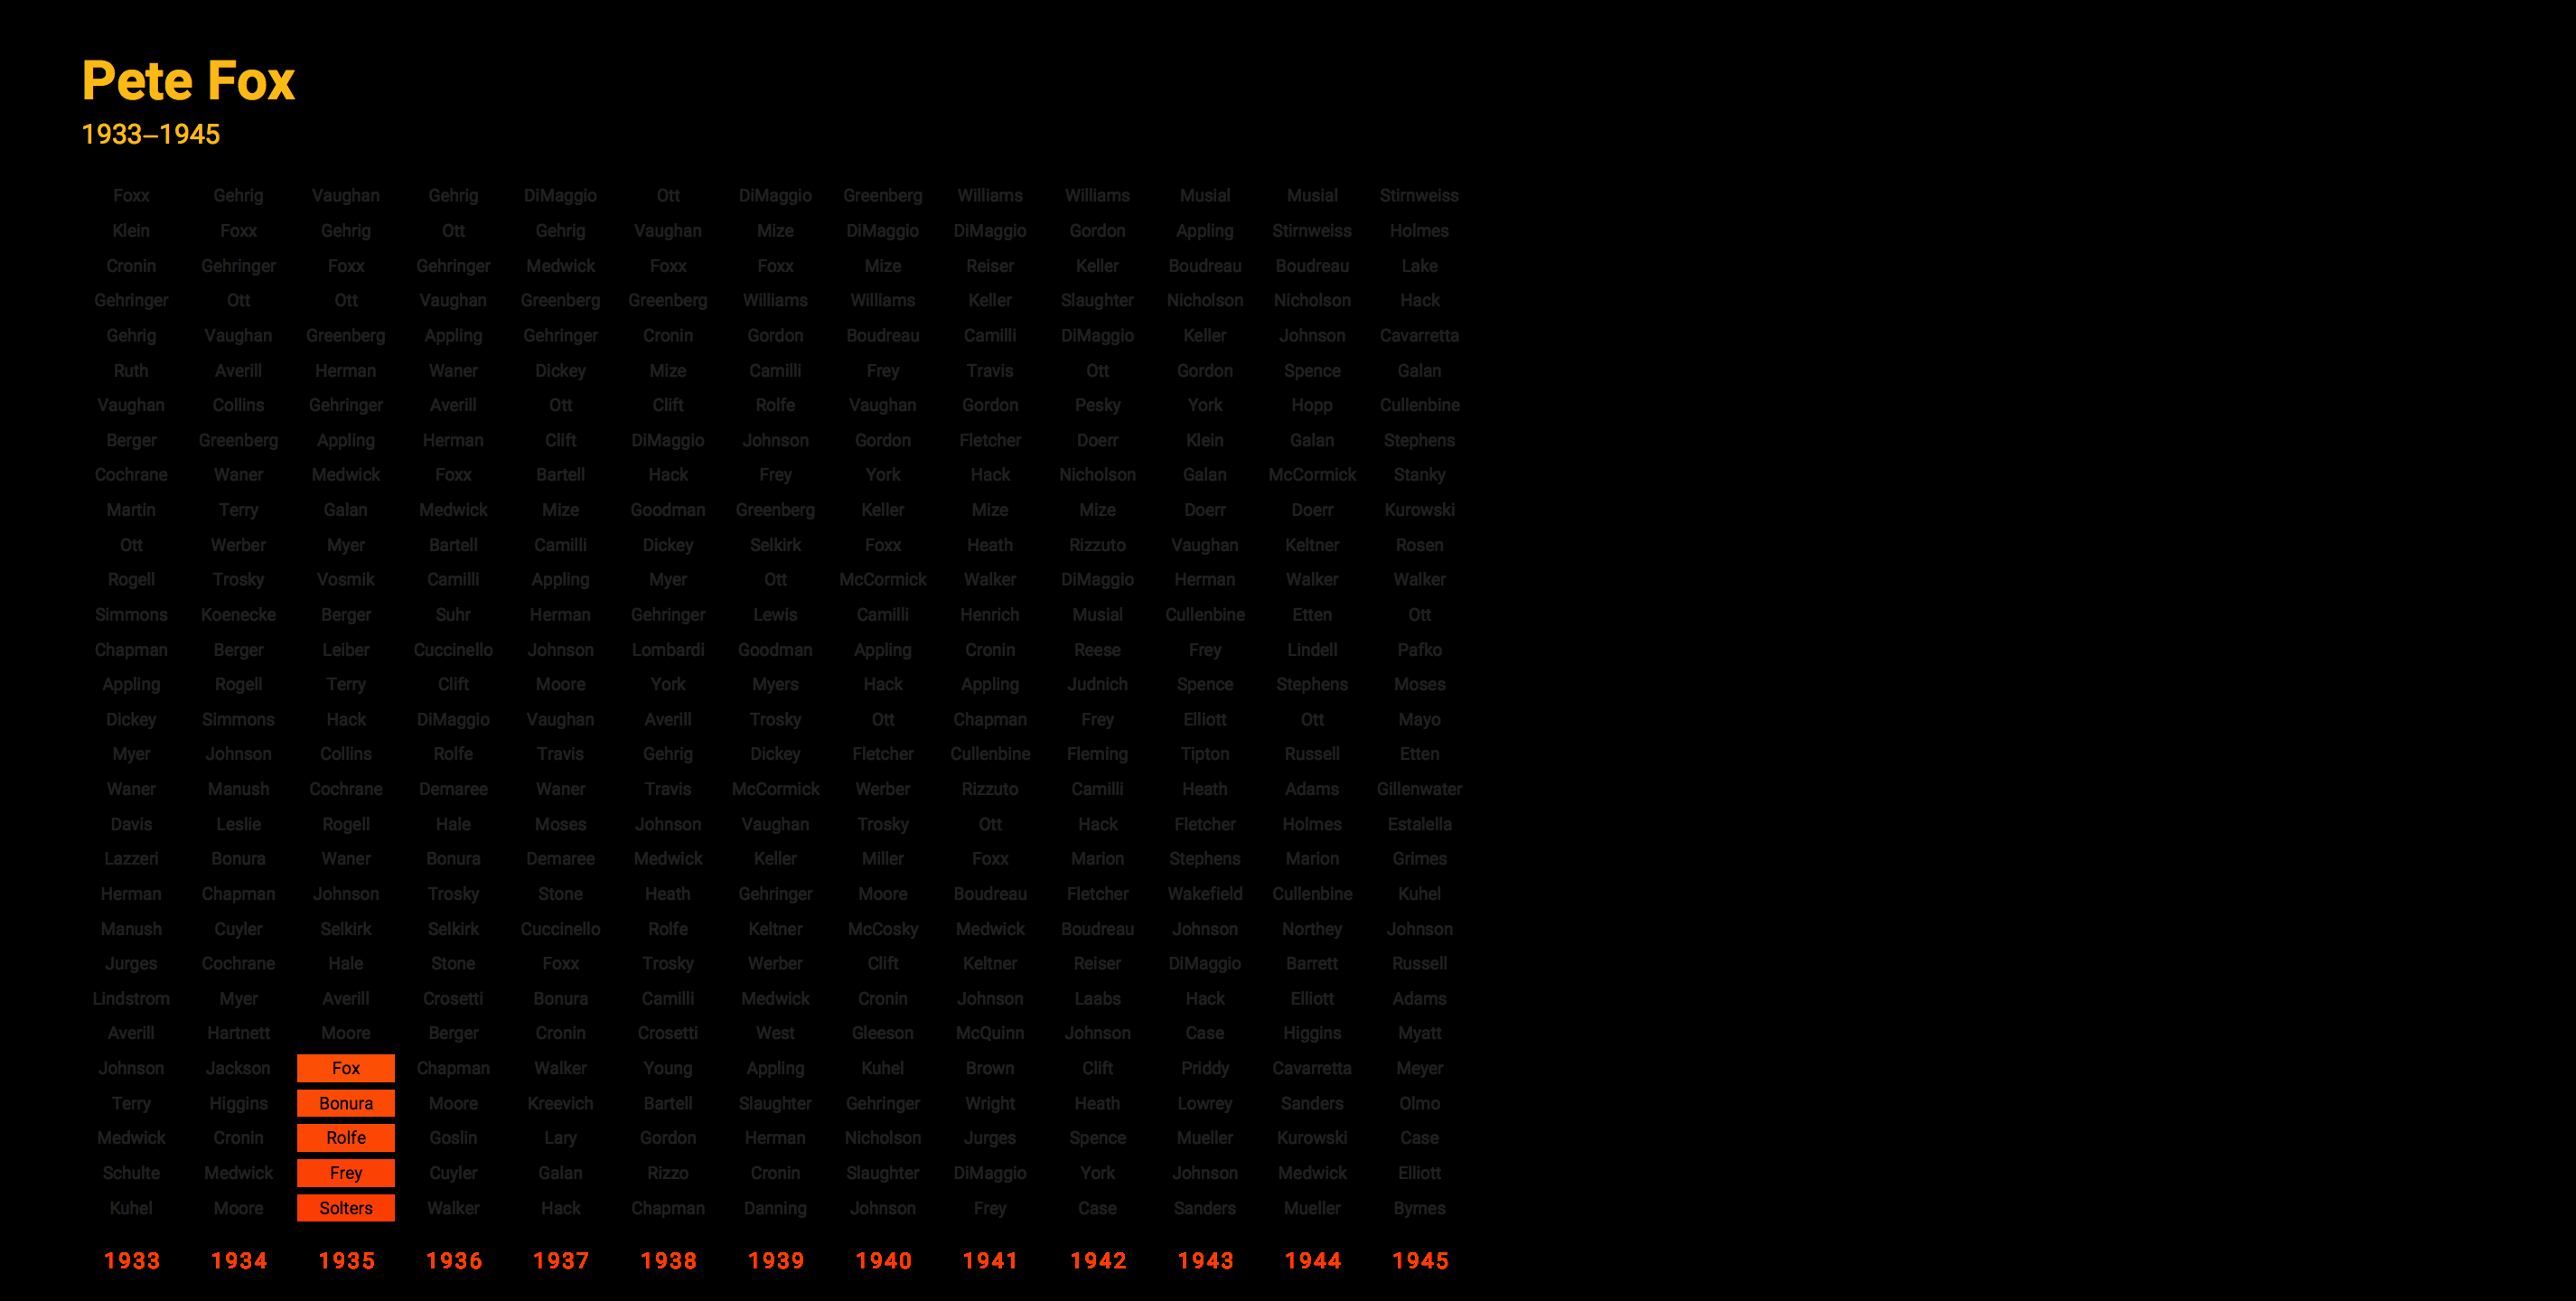 Pete Fox
1933–1945
Foxx Gehrig Vaughan Gehrig DiMaggio Ott DiMaggio Greenberg Williams Williams Musial Musial Stirnweiss
Klein Foxx Gehrig Ott Gehrig Vaughan Mize DiMaggio DiMaggio Gordon Appling Stirnweiss Holmes
Cronin Gehringer Foxx Gehringer Medwick Foxx Foxx Mize Reiser Keller Boudreau Boudreau Lake
Gehringer Ott Ott Vaughan Greenberg Greenberg Williams Williams Keller Slaughter Nicholson Nicholson Hack
Gehrig Vaughan Greenberg Appling Gehringer Cronin Gordon Boudreau Camilli DiMaggio Keller Johnson Cavarretta
Ruth Averill Herman Waner Dickey Mize Camilli Frey Travis Ott Gordon Spence Galan
Vaughan Collins Gehringer Averill Ott Clift Rolfe Vaughan Gordon Pesky York Hopp Cullenbine
Berger Greenberg Appling Herman Clift DiMaggio Johnson Gordon Fletcher Doerr Klein Galan Stephens
Cochrane Waner Medwick Foxx Bartell Hack Frey York Hack Nicholson Galan McCormick Stanky
Martin Terry Galan Medwick Mize Goodman Greenberg Keller Mize Mize Doerr Doerr Kurowski
Ott Werber Myer Bartell Camilli Dickey Selkirk Foxx Heath Rizzuto Vaughan Keltner Rosen
Rogell Trosky Vosmik Camilli Appling Myer Ott McCormick Walker DiMaggio Herman Walker Walker
Simmons Koenecke Berger Suhr Herman Gehringer Lewis Camilli Henrich Musial Cullenbine Etten Ott
Chapman Berger Leiber Cuccinello Johnson Lombardi Goodman Appling Cronin Reese Frey Lindell Pafko
Appling Rogell Terry Clift Moore York Myers Hack Appling Judnich Spence Stephens Moses
Dickey Simmons Hack DiMaggio Vaughan Averill Trosky Ott Chapman Frey Elliott Ott Mayo
Myer Johnson Collins Rolfe Travis Gehrig Dickey Fletcher Cullenbine Fleming Tipton Russell Etten
Waner Manush Cochrane Demaree Waner Travis McCormick Werber Rizzuto Camilli Heath Adams Gillenwater
Davis Leslie Rogell Hale Moses Johnson Vaughan Trosky Ott Hack Fletcher Holmes Estalella
Lazzeri Bonura Waner Bonura Demaree Medwick Keller Miller Foxx Marion Stephens Marion Grimes
Herman Chapman Johnson Trosky Stone Heath Gehringer Moore Boudreau Fletcher Wakefield Cullenbine Kuhel
Manush Cuyler Selkirk Selkirk Cuccinello Rolfe Keltner McCosky Medwick Boudreau Johnson Northey Johnson
Jurges Cochrane Hale Stone Foxx Trosky Werber Clift Keltner Reiser DiMaggio Barrett Russell
Lindstrom Myer Averill Crosetti Bonura Camilli Medwick Cronin Johnson Laabs Hack Elliott Adams
Averill Hartnett Moore Berger Cronin Crosetti West Gleeson McQuinn Johnson Case Higgins Myatt
Johnson Jackson Fox Chapman Walker Young Appling Kuhel Brown Clift Priddy Cavarretta Meyer
Terry Higgins Bonura Moore Kreevich Bartell Slaughter Gehringer Wright Heath Lowrey Sanders Olmo
Medwick Cronin Rolfe Goslin Lary Gordon Herman Nicholson Jurges Spence Mueller Kurowski Case
Schulte Medwick Frey Cuyler Galan Rizzo Cronin Slaughter DiMaggio York Johnson Medwick Elliott
Kuhel Moore Solters Walker Hack Chapman Danning Johnson Frey Case Sanders Mueller Byrnes
1933 1934 1935 1936 1937 1938 1939 1940 1941 1942 1943 1944 1945